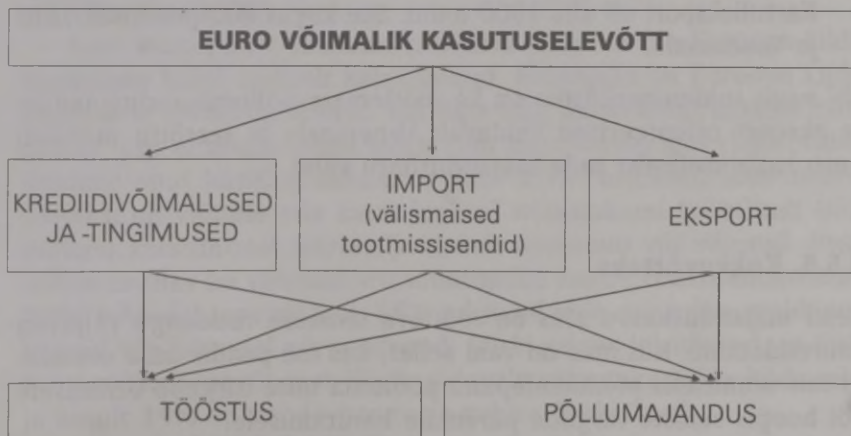 EURO VÕIMALIK KASUTUSELEVÕTT
KREDIIDIVÕIMALUSED
JA -TINGIMUSED
IMPORT
(välismaised
tootmissisendid)
EKSPORT
TÖÖSTUS
PÕLLUMAJANDUS